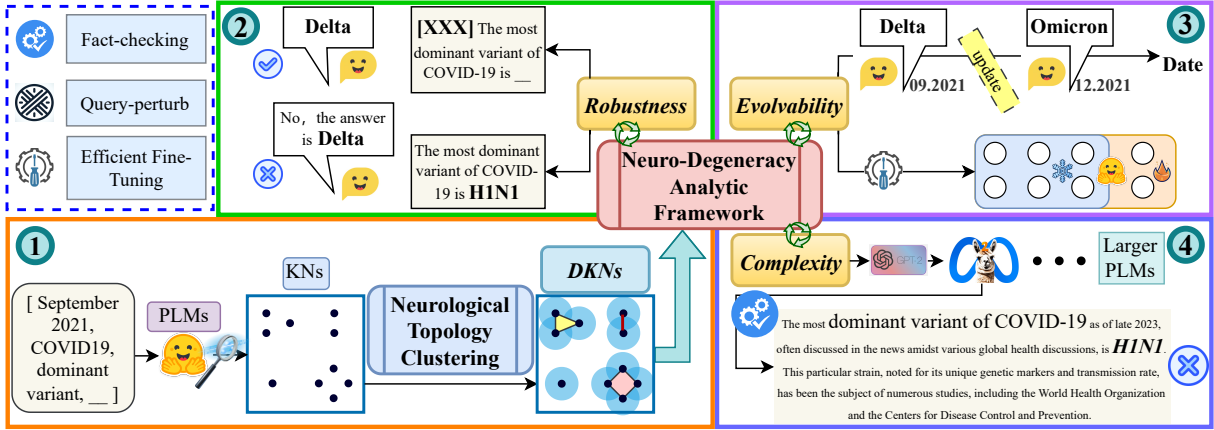 Fact-checking
Query-perturb
Efficient Fine-
Tuning
2
Delta
[XXX] The most
dominant variant of
COVID-19 is __
No, the answer
is Delta
The most dominant
variant of COVID-
19 is H1N1
Robustness
Evolvability
Neuro-Degeneracy
Analytic
Framework
Complexity
3
Delta
09.2021
update
Omicron
12.2021
Date
1
[ September
2021,
COVID19,
dominant
variant, __ ]
PLMs
KNs
Neurological
Topology
Clustering
DKNs
4
GPT 2
Larger
PLMs
The most dominant variant of COVID-19 as of late 2023,
often discussed in the news amidst various global health discussions, is H1N1.
This particular strain, noted for its unique genetic markers and transmission rate,
has been the subject of numerous studies, including the World Health Organization
and the Centers for Disease Control and Prevention.